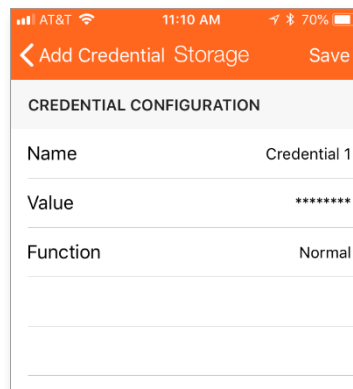 AT&T 11:10 AM 70%
Add Credential Storage Save
CREDENTIAL CONFIGURATION
Name Credential 1
Value ********
Function Normal